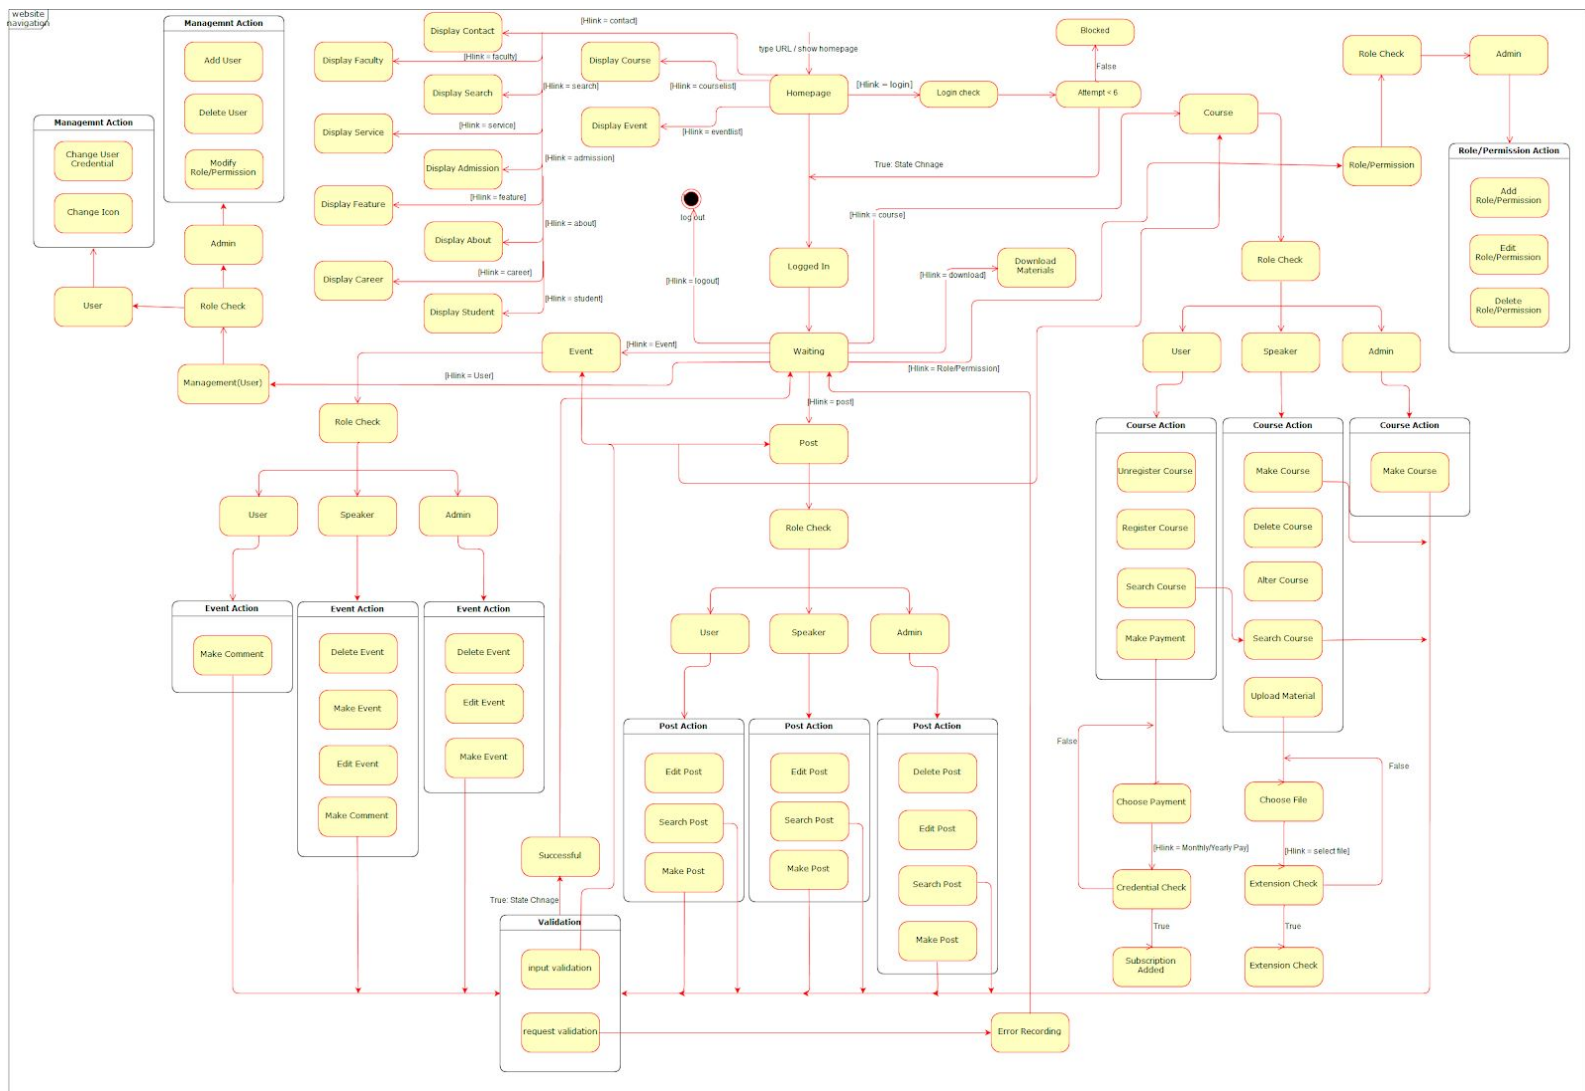 website
navigation
Managemnt Action
Add User
Delete User
Modify
Role/Permission
Managemnt Action
Change User
Credential
Change Icon
Admin
User
Role Check
Management(User)
Display Contact
[Hlink = contact]
Display Faculty
[Hlink = faculty]
Display Search
[Hlink = search]
Display Service
[Hlink = service]
Display Admission
[Hlink = admission]
Display Feature
[Hlink = feature]
Display About
[Hlink = about]
Display Career
[Hlink = career]
Display Student
[Hlink = student]
type URL / show homepage
Display Course
[Hlink = courselist]
Display Event
[Hlink = eventlist]
Homepage
[Hlink = login]
Login check
Attempt < 6
False
Blocked
True: State Chnage
log out
[Hlink = logout]
Logged In
[Hlink = course]
[Hlink = download]
Download
Materials
Waiting
[Hlink = Event]
[Hlink = User]
[Hlink = Role/Permission]
[Hlink = post]
Course
Role Check
Admin
Role/Permission
Role/Permission Action
Add
Role/Permission
Edit
Role/Permission
Delete
Role/Permission
Role Check
User
Speaker
Admin
Course Action
Unregister Course
Register Course
Search Course
Make Payment
Course Action
Make Course
Delete Course
Alter Course
Search Course
Upload Material
Course Action
Make Course
False
Choose Payment
[Hlink = Monthly/Yearly Pay]
Credential Check
True
Subscription
Added
False
Choose File
[Hlink = select file]
Extension Check
True
Extension Check
Event
Role Check
User
Speaker
Admin
Event Action
Make Comment
Event Action
Delete Event
Make Event
Edit Event
Make Comment
Event Action
Delete Event
Edit Event
Make Event
Post
Role Check
User
Speaker
Admin
Post Action
Edit Post
Search Post
Make Post
Post Action
Edit Post
Search Post
Make Post
Post Action
Delete Post
Edit Post
Search Post
Make Post
Successful
True: State Chnage
Validation
input validation
request validation
Error Recording